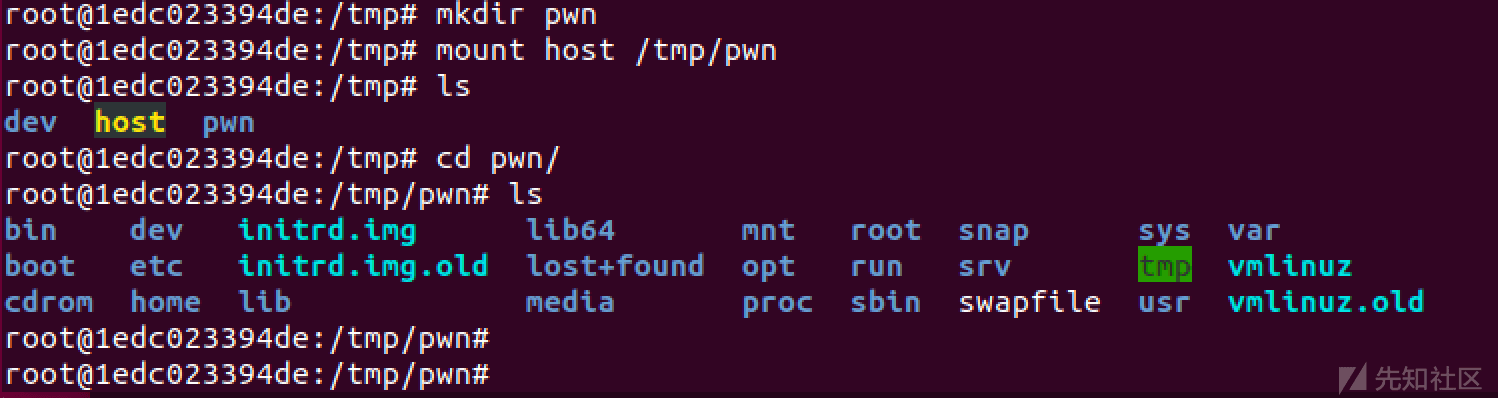 root@1edc023394de:/tmp# mkdir pwn
root@1edc023394de:/tmp# mount host /tmp/pwn
root@1edc023394de:/tmp# ls
dev  host  pwn
root@1edc023394de:/tmp# cd pwn/
root@1edc023394de:/tmp/pwn# ls
bin    dev   initrd.img      lib64       mnt   root  snap      sys  var
boot   etc   initrd.img.old  lost+found  opt   run   srv       tmp  vmlinuz
cdrom  home  lib             media       proc  sbin  swapfile  usr  vmlinuz.old
root@1edc023394de:/tmp/pwn#
root@1edc023394de:/tmp/pwn#
先知社区